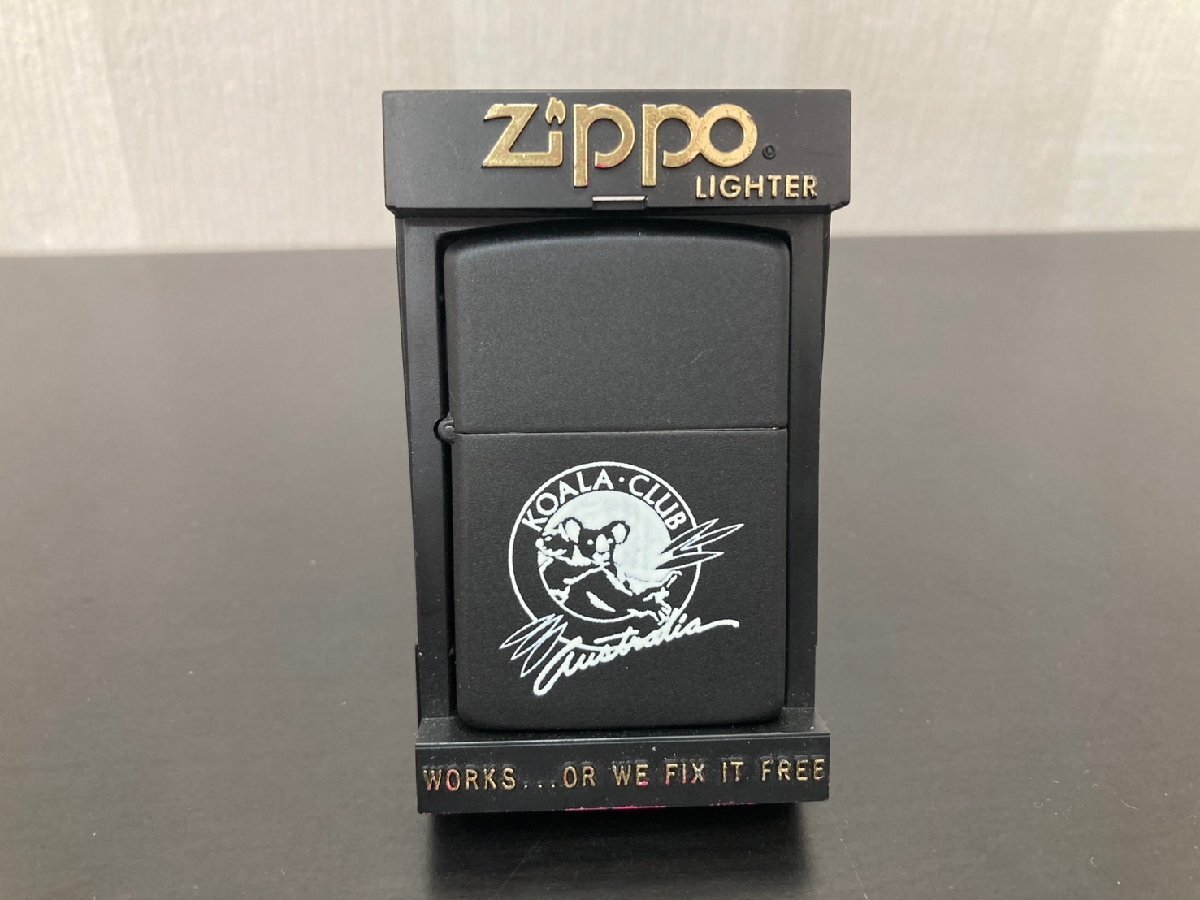 Zippo
LIGHTER
KOALA · CLUB
Australia
WORKS...OR WE FIX IT FREE